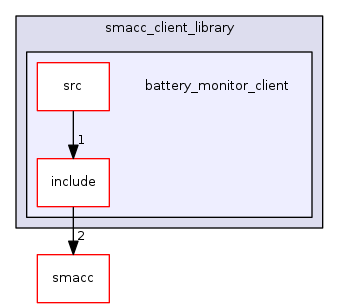 smacc_client_library
src
battery_monitor_client
1
include
2
smacc